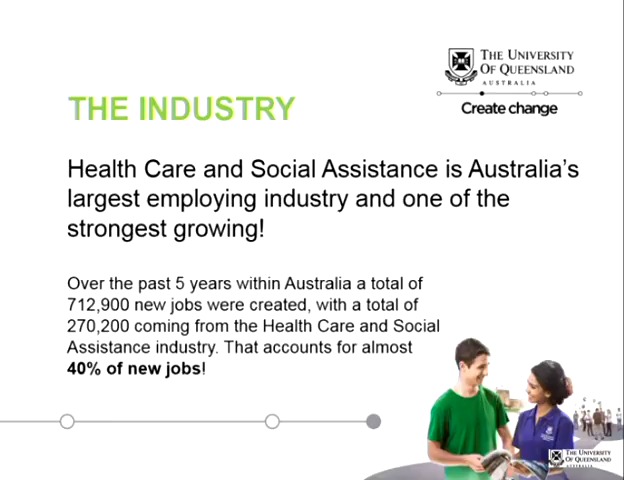 THE UNIVERSITY
OF QUEENSLAND
AUSTRALIA
Create change
THE INDUSTRY
Health Care and Social Assistance is Australia's
largest employing industry and one of the
strongest growing!
Over the past 5 years within Australia a total of
712,900 new jobs were created, with a total of
270,200 coming from the Health Care and Social
Assistance industry. That accounts for almost
40% of new jobs!
THE UNIVERSITY
OF QUEENSLAND
AUSTRALIA